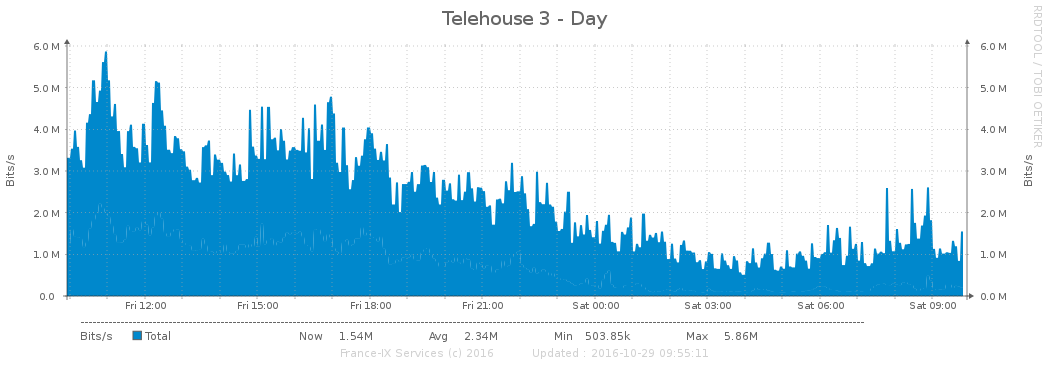 Telehouse 3 - Day
RRDTOOL / TOBI OETIKER
Bits/s
6.0 M
5.0 M
4.0 M
3.0 M
2.0 M
1.0 M
0.0
6.0 M
5.0 M
4.0 M
3.0 M
2.0 M
1.0 M
0.0 M
Bits/s
Fri 12:00 Fri 15:00 Fri 18:00 Fri 21:00 Sat 00:00 Sat 03:00 Sat 06:00 Sat 09:00
Bits/s Total Now 1.54M Avg 2.34M Min 503.85k Max 5.86M
France-IX Services (c) 2016 Updated : 2016-10-29 09:55:11